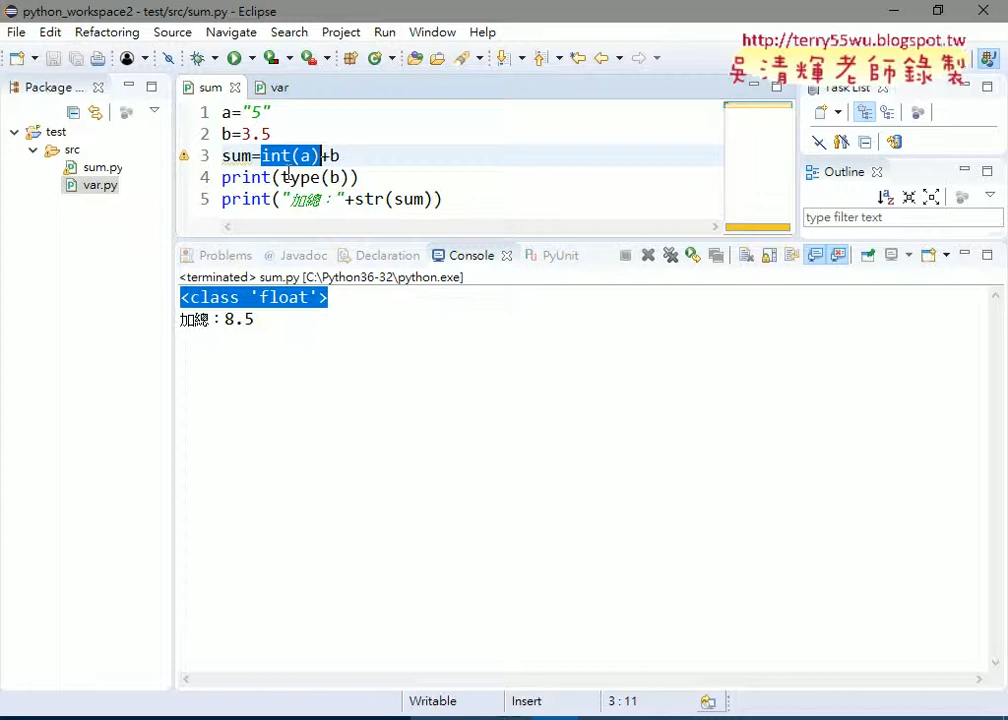 python_workspace2 - test/src/sum.py - Eclipse
File Edit Refactoring Source Navigate Search Project Run Window Help
http://terry55wu.blogspot.tw
吳清輝老師錄製
Package ...
sum
var
Task List
test
src
sum.py
var.py
1 a="5"
2 b=3.5
3 sum=int(a)+b
4 print(type(b))
5 print("加總："+str(sum))
Outline
type filter text
Problems Javadoc Declaration Console PyUnit
<terminated> sum.py [C:\Python36-32\python.exe]
<class 'float'>
加總：8.5
Writable Insert 3 : 11